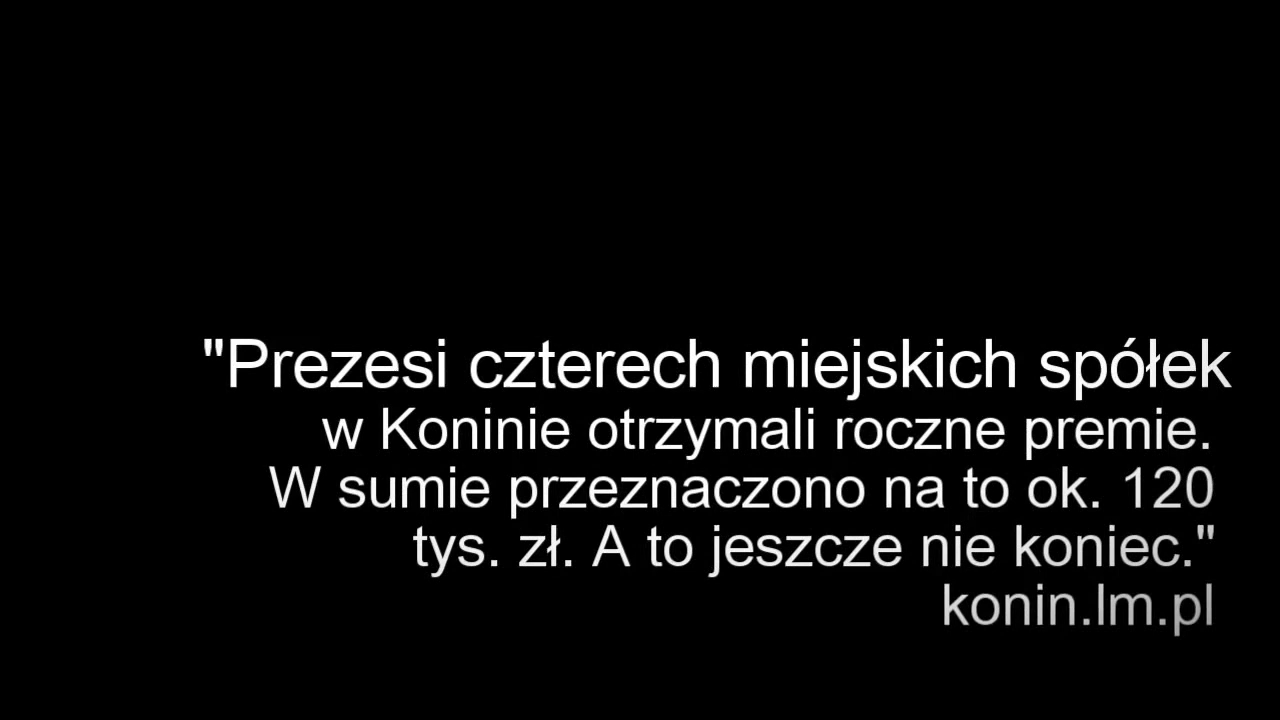 "Prezesi czterech miejskich spółek
w Koninie otrzymali roczne premie.
W sumie przeznaczono na to ok. 120
tys. zł. A to jeszcze nie koniec."
konin.lm.pl